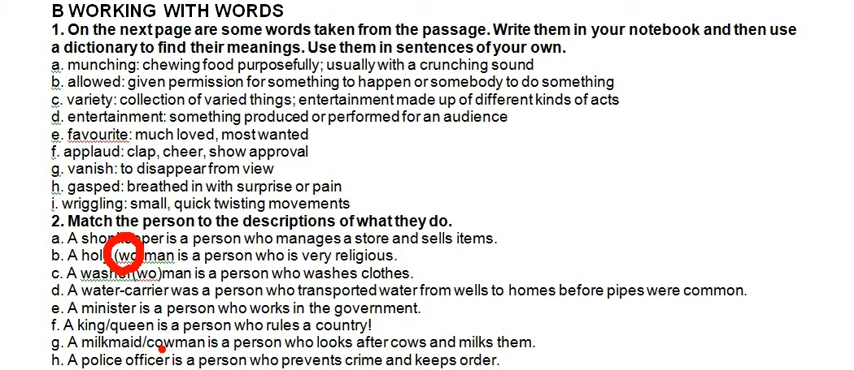 B WORKING WITH WORDS
1. On the next page are some words taken from the passage. Write them in your notebook and then use
a dictionary to find their meanings. Use them in sentences of your own.
a. munching: chewing food purposefully; usually with a crunching sound
b. allowed: given permission for something to happen or somebody to do something
c. variety: collection of varied things; entertainment made up of different kinds of acts
d. entertainment: something produced or performed for an audience
e. favourite: much loved, most wanted
f. applaud: clap, cheer, show approval
g. vanish: to disappear from view
h. gasped: breathed in with surprise or pain
i. wriggling: small, quick twisting movements
2. Match the person to the descriptions of what they do.
a. A shopkeeper is a person who manages a store and sells items.
b. A holy (wo)man is a person who is very religious.
c. A washer(wo)man is a person who washes clothes.
d. A water-carrier was a person who transported water from wells to homes before pipes were common.
e. A minister is a person who works in the government.
f. A king/queen is a person who rules a country!
g. A milkmaid/cowman is a person who looks after cows and milks them.
h. A police officer is a person who prevents crime and keeps order.